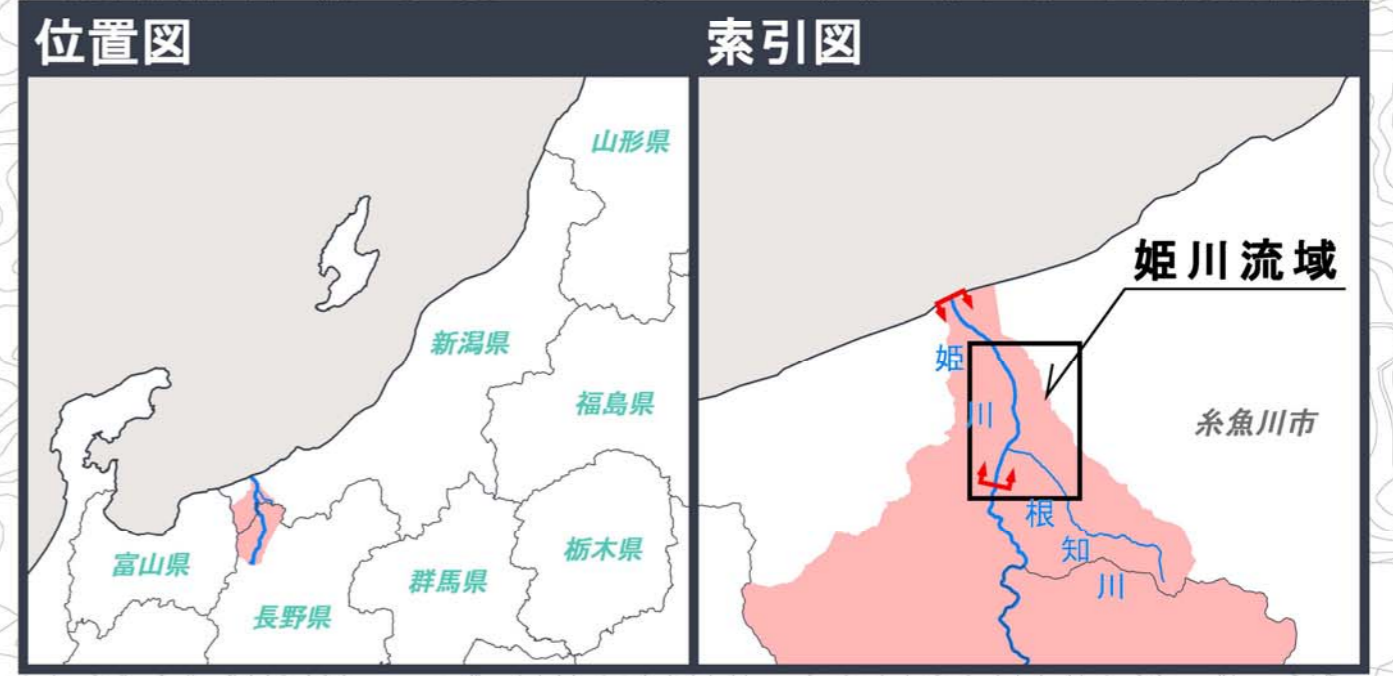 位置図
山形県
新潟県
福島県
富山県
栃木県
群馬県
長野県
索引図
姫川流域
姫川
糸魚川市
根知川